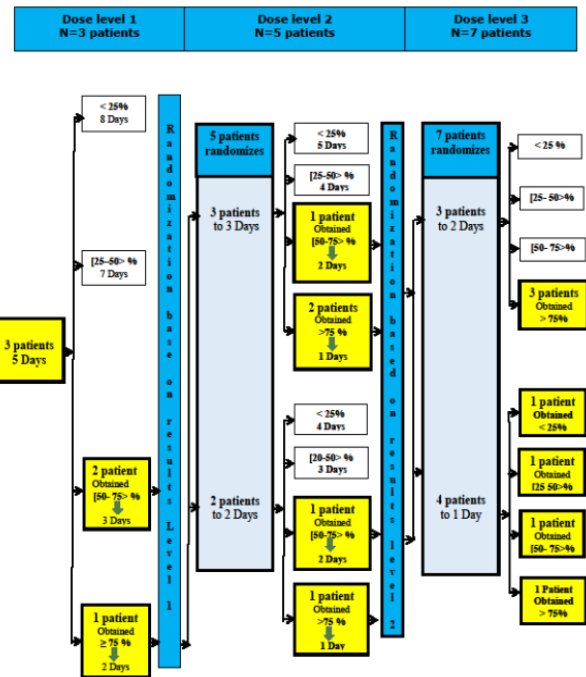 Dose level 1
N=3 patients
Dose level 2
N=5 patients
Dose level 3
N=7 patients
3 patients
5 Days
< 25%
8 Days
[25-50> %
7 Days
2 patient
Obtained
[50- 75> %
3 Days
1 patient
Obtained
≥ 75 %
2 Days
Randomization base on results Level 1
5 patients
randomizes
3 patients
to 3 Days
2 patients
to 2 Days
< 25%
5 Days
[25-50> %
4 Days
1 patient
Obtained
[50-75> %
2 Days
2 patients
Obtained
>75 %
1 Days
< 25%
4 Days
[20-50> %
3 Days
1 patient
Obtained
[50-75> %
2 Days
1 patient
Obtained
>75 %
1 Day
Randomization based on results level 2
7 patients
randomizes
3 patients
to 2 Days
4 patients
to 1 Day
< 25 %
[25- 50> %
[50- 75> %
3 patients
Obtained
> 75 %
1 patient
Obtained
< 25%
1 patient
Obtained
[25 50> %
1 patient
Obtained
[50- 75> %
1 Patient
Obtained
> 75%